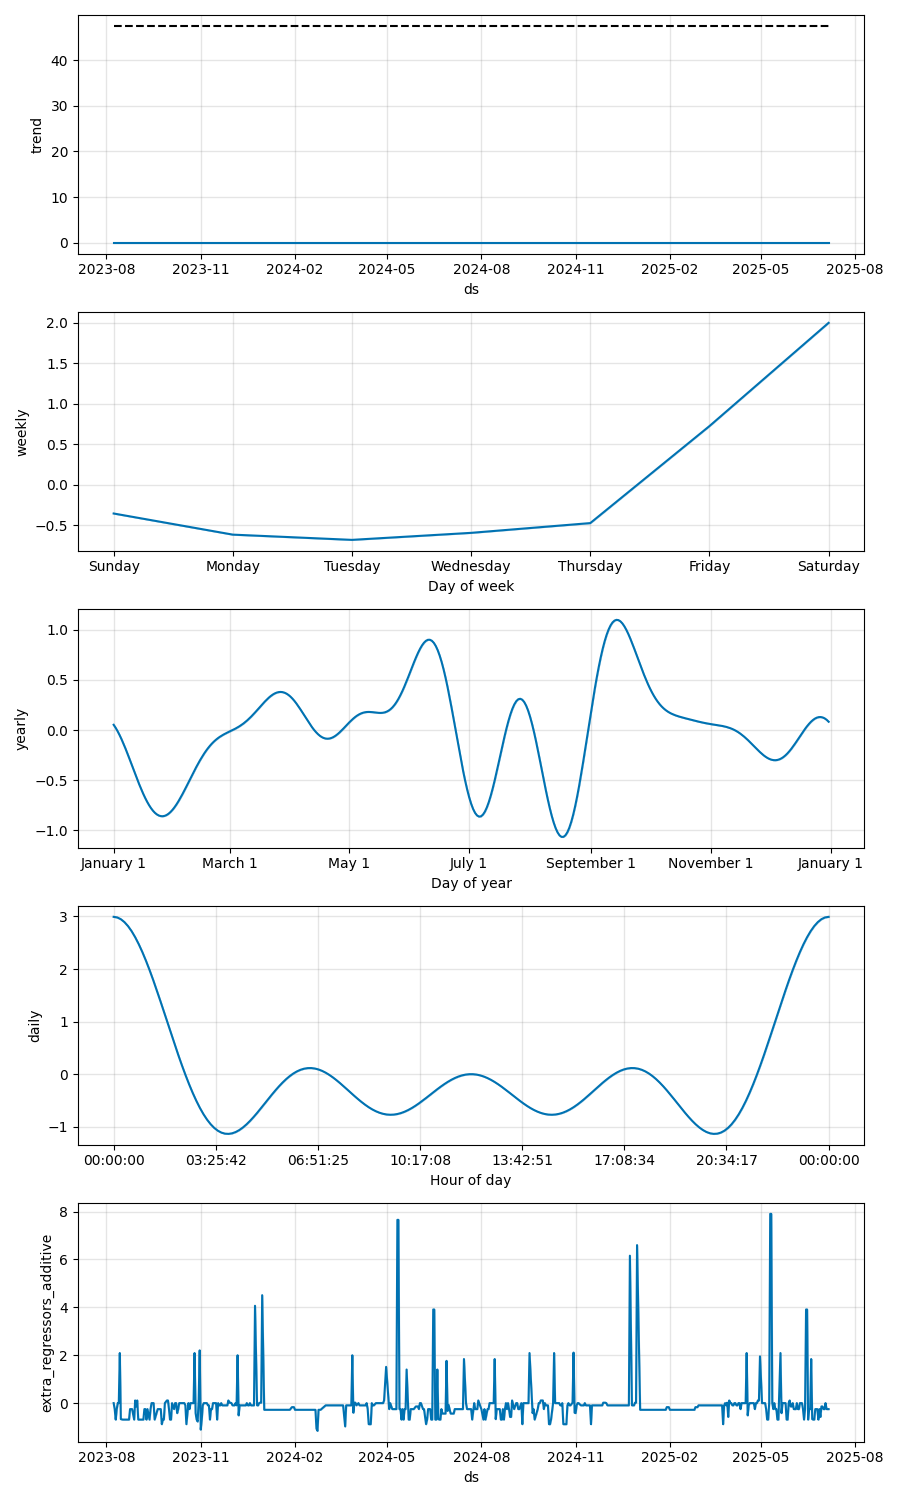 trend
40
30
20
10
0
2023-08 2023-11 2024-02 2024-05 2024-08 2024-11 2025-02 2025-05 2025-08
ds
weekly
2.0
1.5
1.0
0.5
0.0
−0.5
Sunday Monday Tuesday Wednesday Thursday Friday Saturday
Day of week
yearly
1.0
0.5
0.0
−0.5
−1.0
January 1 March 1 May 1 July 1 September 1 November 1 January 1
Day of year
daily
3
2
1
0
−1
00:00:00 03:25:42 06:51:25 10:17:08 13:42:51 17:08:34 20:34:17 00:00:00
Hour of day
extra_regressors_additive
8
6
4
2
0
2023-08 2023-11 2024-02 2024-05 2024-08 2024-11 2025-02 2025-05 2025-08
ds